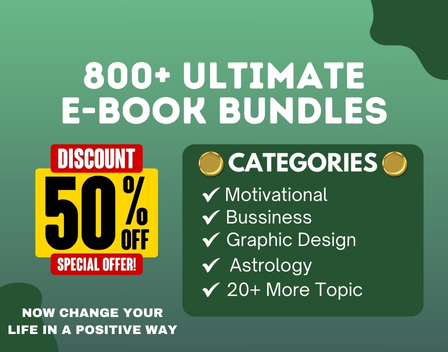 800+ ULTIMATE
E-BOOK BUNDLES
DISCOUNT
50% OFF
SPECIAL OFFER!
CATEGORIES
Motivational
Bussiness
Graphic Design
Astrology
20+ More Topic
NOW CHANGE YOUR
LIFE IN A POSITIVE WAY